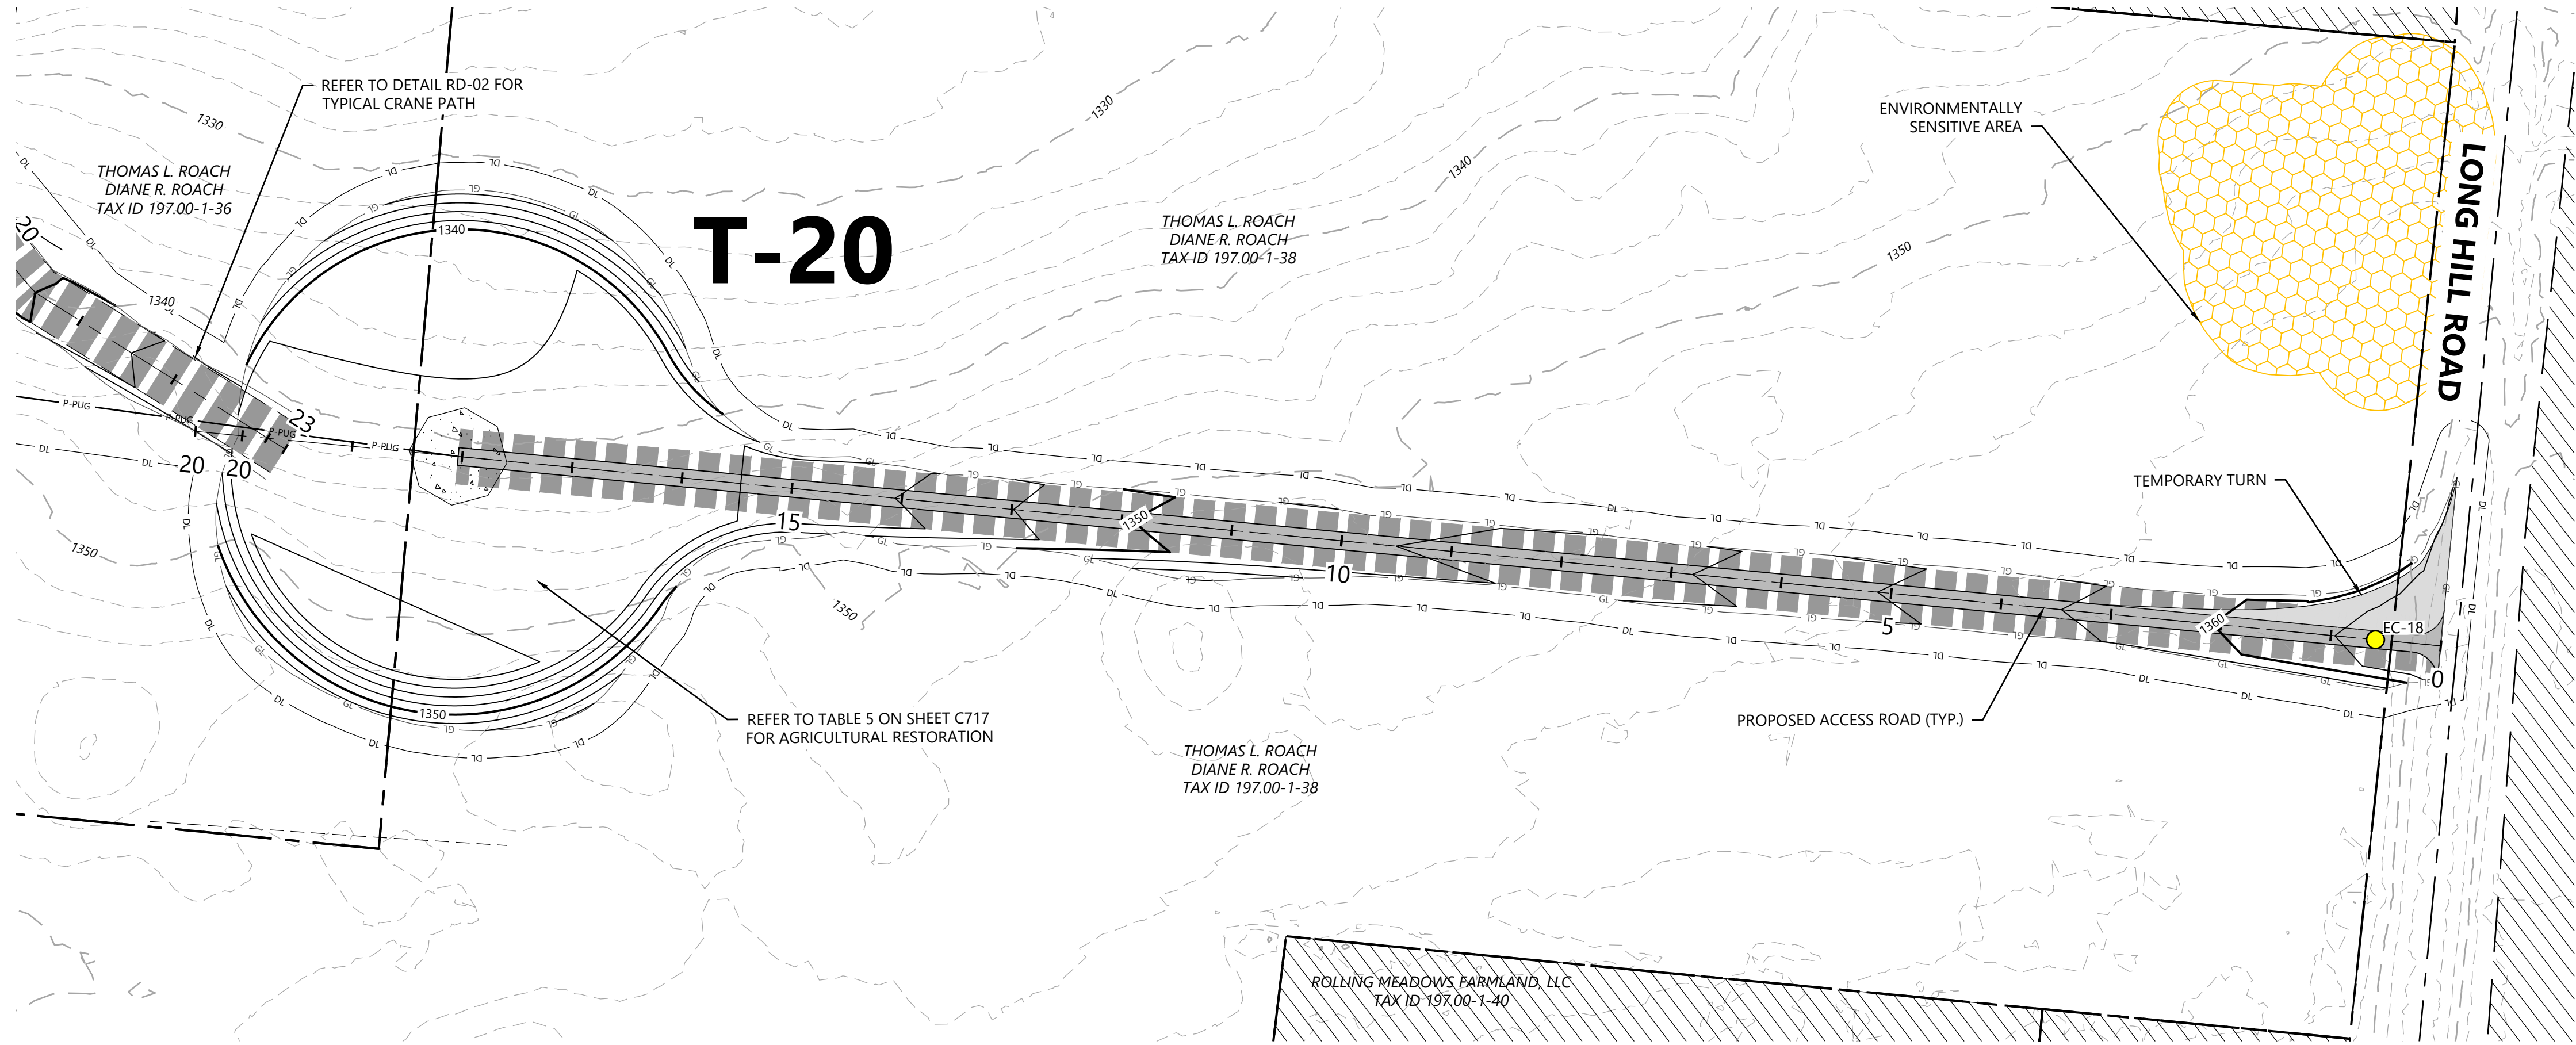 REFER TO DETAIL RD-02 FOR
TYPICAL CRANE PATH
1330
THOMAS L. ROACH
DIANE R. ROACH
TAX ID 197.00-1-36
20
1340
1340
T-20
1330
THOMAS L. ROACH
DIANE R. ROACH
TAX ID 197.00-1-38
1340
1350
ENVIRONMENTALLY
SENSITIVE AREA
LONG HILL ROAD
P-PUG
P-PUG
P-PUG
P-PUG
23
20
20
15
1350
10
5
TEMPORARY TURN
1360
EC-18
0
1350
1350
1350
REFER TO TABLE 5 ON SHEET C717
FOR AGRICULTURAL RESTORATION
PROPOSED ACCESS ROAD (TYP.)
THOMAS L. ROACH
DIANE R. ROACH
TAX ID 197.00-1-38
ROLLING MEADOWS FARMLAND, LLC
TAX ID 197.00-1-40
DL
GL